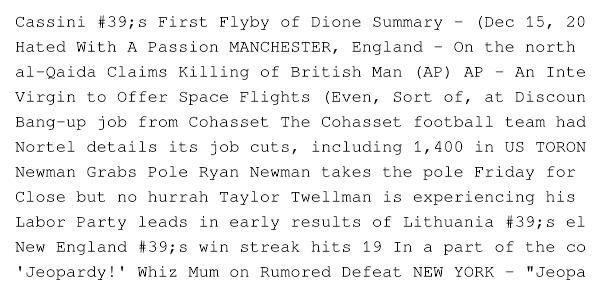 Cassini #39;s First Flyby of Dione Summary - (Dec 15, 20
Hated With A Passion MANCHESTER, England - On the north
al-Qaida Claims Killing of British Man (AP) AP - An Inte
Virgin to Offer Space Flights (Even, Sort of, at Discoun
Bang-up job from Cohasset The Cohasset football team had
Nortel details its job cuts, including 1,400 in US TORON
Newman Grabs Pole Ryan Newman takes the pole Friday for
Close but no hurrah Taylor Twellman is experiencing his
Labor Party leads in early results of Lithuania #39;s el
New England #39;s win streak hits 19 In a part of the co
'Jeopardy!' Whiz Mum on Rumored Defeat NEW YORK - "Jeopa